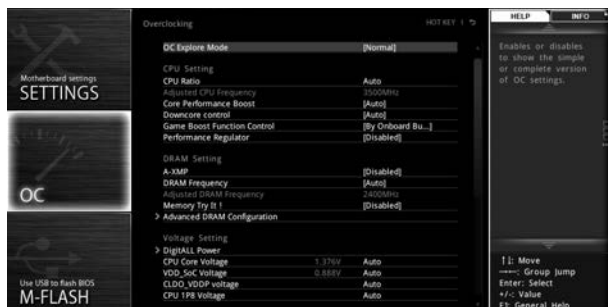 Motherboard settings
SETTINGS
OC
Use USB to flash BIOS
M-FLASH
Overclocking
HOT KEY
OC Explore Mode [Normal]
CPU Setting
CPU Ratio Auto
Adjusted CPU Frequency 3500MHz
Core Performance Boost [Auto]
Downcore control [Auto]
Game Boost Function Control [By Onboard Bu...]
Performance Regulator [Disabled]
DRAM Setting
A-XMP [Disabled]
DRAM Frequency [Auto]
Adjusted DRAM Frequency 2400MHz
Memory Try It ! [Disabled]
> Advanced DRAM Configuration
Voltage Setting
> DigitALL Power
CPU Core Voltage 1.376V Auto
VDD_SoC Voltage 0.888V Auto
CLDO_VDDP voltage Auto
CPU 1P8 Voltage Auto
HELP
INFO
Enables or disables
to show the simple
or complete version
of OC settings.
↑↓: Move
Group Jump
Enter: Select
+/-: Value
F1: General Help